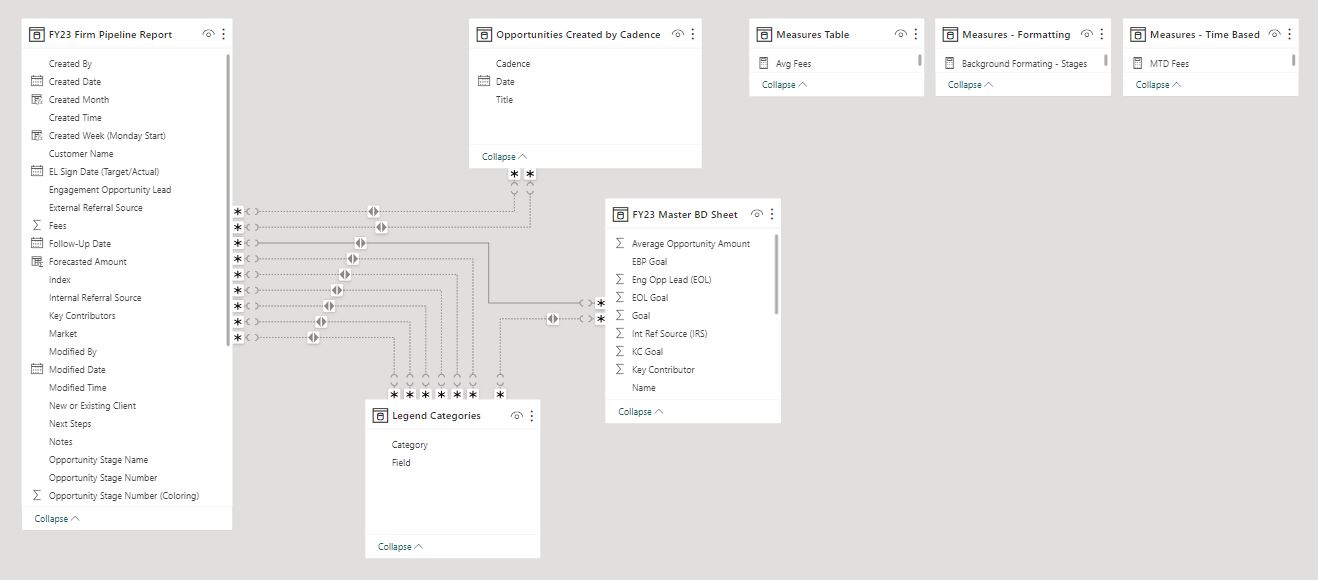 FY23 Firm Pipeline Report
Created By
Created Date
Created Month
Created Time
Created Week (Monday Start)
Customer Name
EL Sign Date (Target/Actual)
Engagement Opportunity Lead
External Referral Source
Fees
Follow-Up Date
Forecasted Amount
Index
Internal Referral Source
Key Contributors
Market
Modified By
Modified Date
Modified Time
New or Existing Client
Next Steps
Notes
Opportunity Stage Name
Opportunity Stage Number
Opportunity Stage Number (Coloring)
Collapse
Opportunities Created by Cadence
Cadence
Date
Title
Collapse
Measures Table
Avg Fees
Collapse
Measures - Formatting
Background Formating - Stages
Collapse
Measures - Time Based
MTD Fees
Collapse
FY23 Master BD Sheet
Average Opportunity Amount
EBP Goal
Eng Opp Lead (EOL)
EOL Goal
Goal
Int Ref Source (IRS)
KC Goal
Key Contributor
Name
Collapse
Legend Categories
Category
Field
Collapse